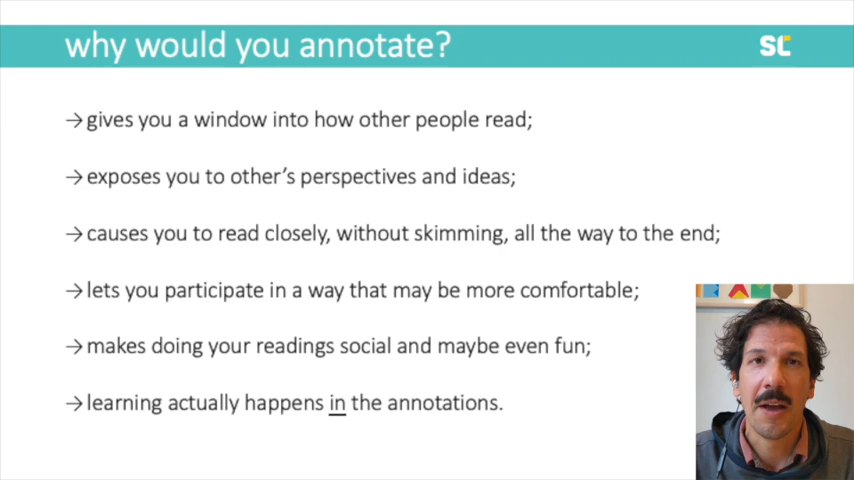 why would you annotate?
SC
→gives you a window into how other people read;
→exposes you to other's perspectives and ideas;
→causes you to read closely, without skimming, all the way to the end;
→lets you participate in a way that may be more comfortable;
→makes doing your readings social and maybe even fun;
→learning actually happens in the annotations.